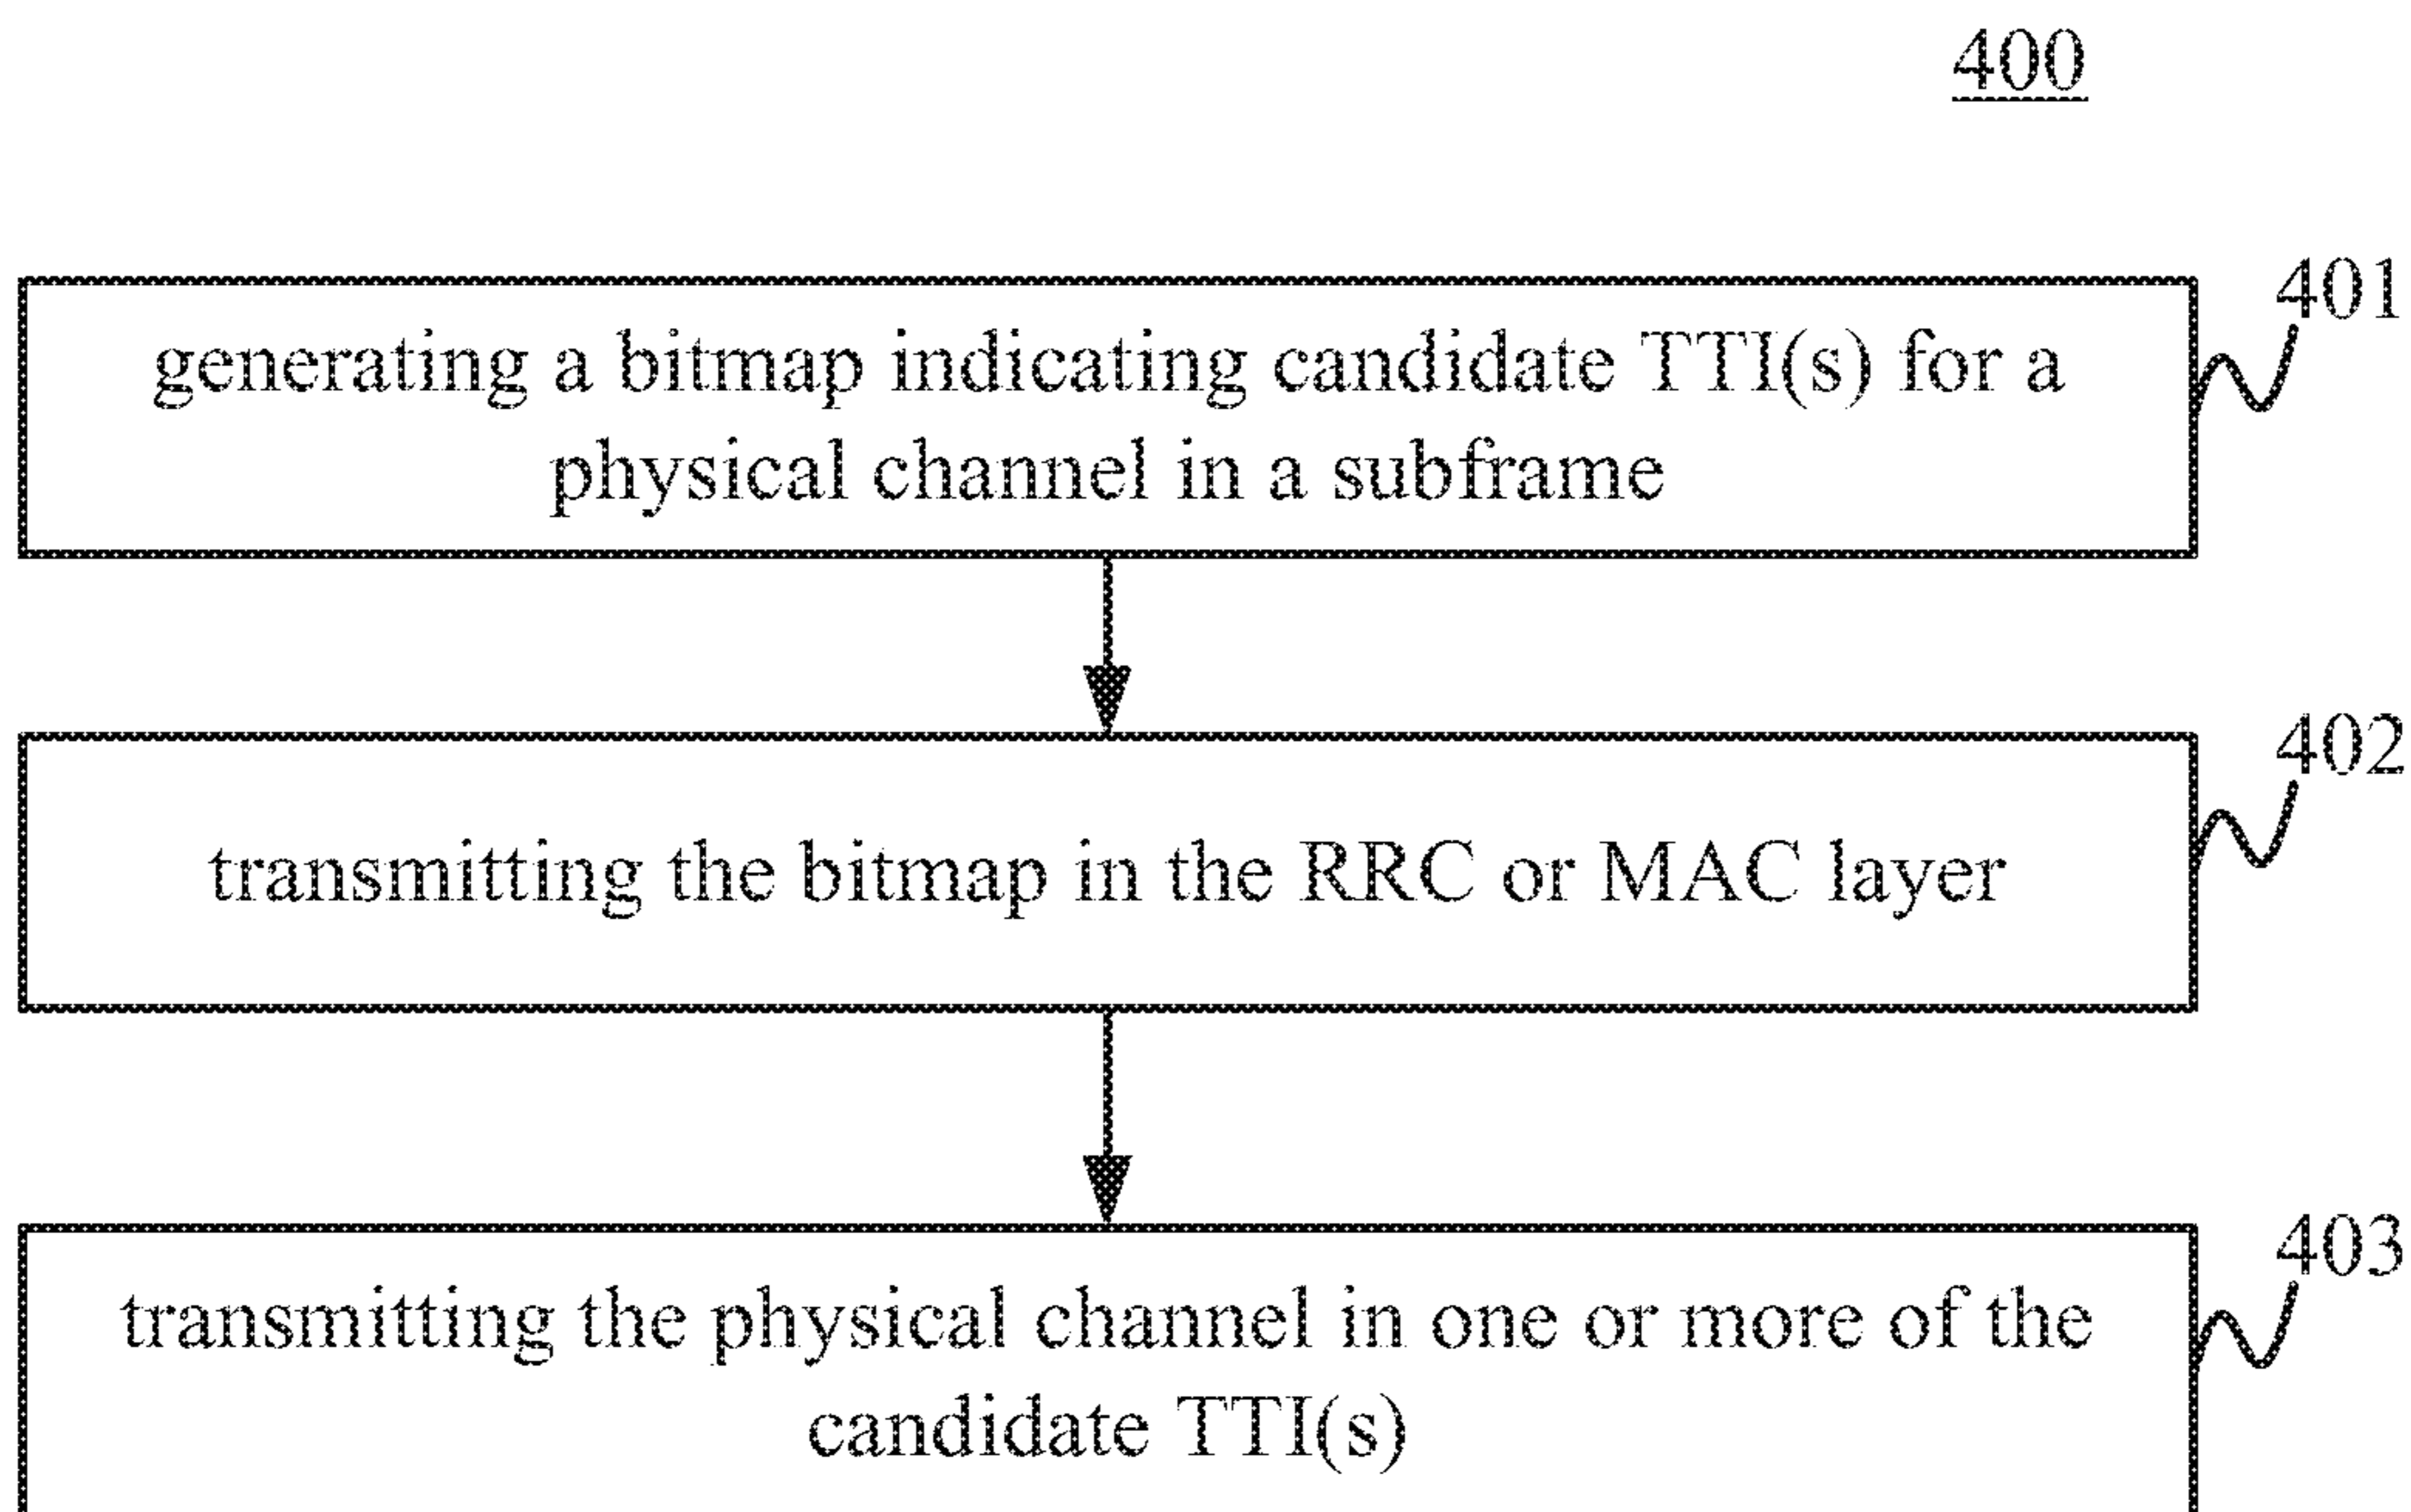 400
401
generating a bitmap indicating candidate TTI(s) for a
physical channel in a subframe
402
transmitting the bitmap in the RRC or MAC layer
403
transmitting the physical channel in one or more of the
candidate TTI(s)